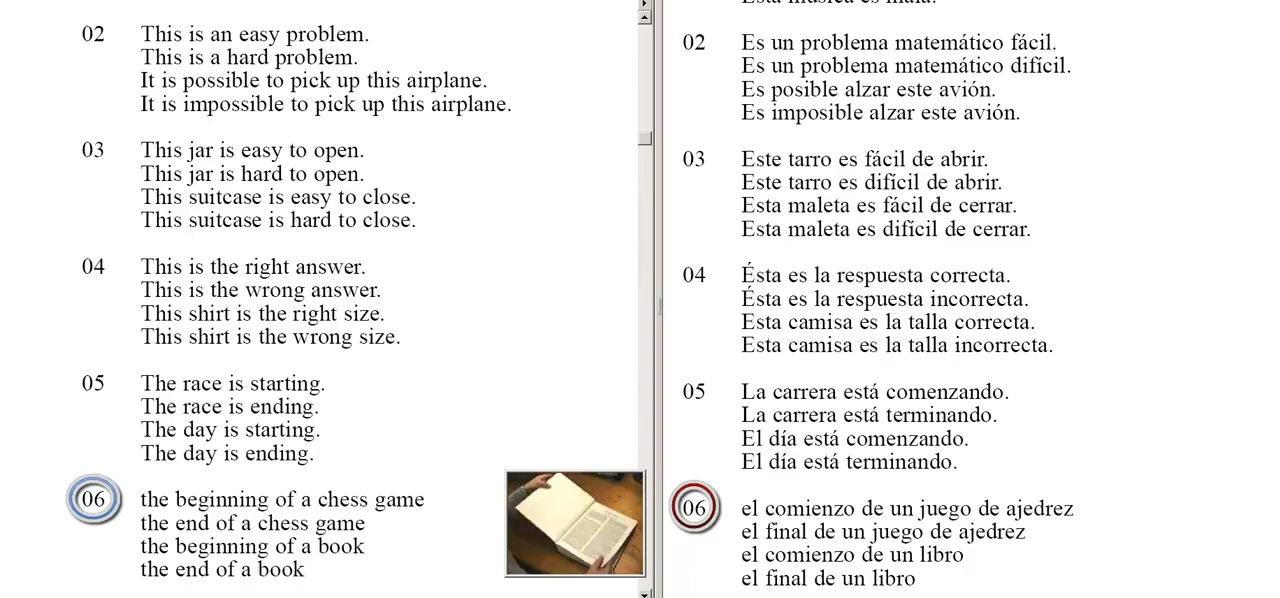 02 This is an easy problem.
This is a hard problem.
It is possible to pick up this airplane.
It is impossible to pick up this airplane.
03 This jar is easy to open.
This jar is hard to open.
This suitcase is easy to close.
This suitcase is hard to close.
04 This is the right answer.
This is the wrong answer.
This shirt is the right size.
This shirt is the wrong size.
05 The race is starting.
The race is ending.
The day is starting.
The day is ending.
06 the beginning of a chess game
the end of a chess game
the beginning of a book
the end of a book
Esta música es mala.
02 Es un problema matemático fácil.
Es un problema matemático difícil.
Es posible alzar este avión.
Es imposible alzar este avión.
03 Este tarro es fácil de abrir.
Este tarro es difícil de abrir.
Esta maleta es fácil de cerrar.
Esta maleta es difícil de cerrar.
04 Ésta es la respuesta correcta.
Ésta es la respuesta incorrecta.
Esta camisa es la talla correcta.
Esta camisa es la talla incorrecta.
05 La carrera está comenzando.
La carrera está terminando.
El día está comenzando.
El día está terminando.
06 el comienzo de un juego de ajedrez
el final de un juego de ajedrez
el comienzo de un libro
el final de un libro